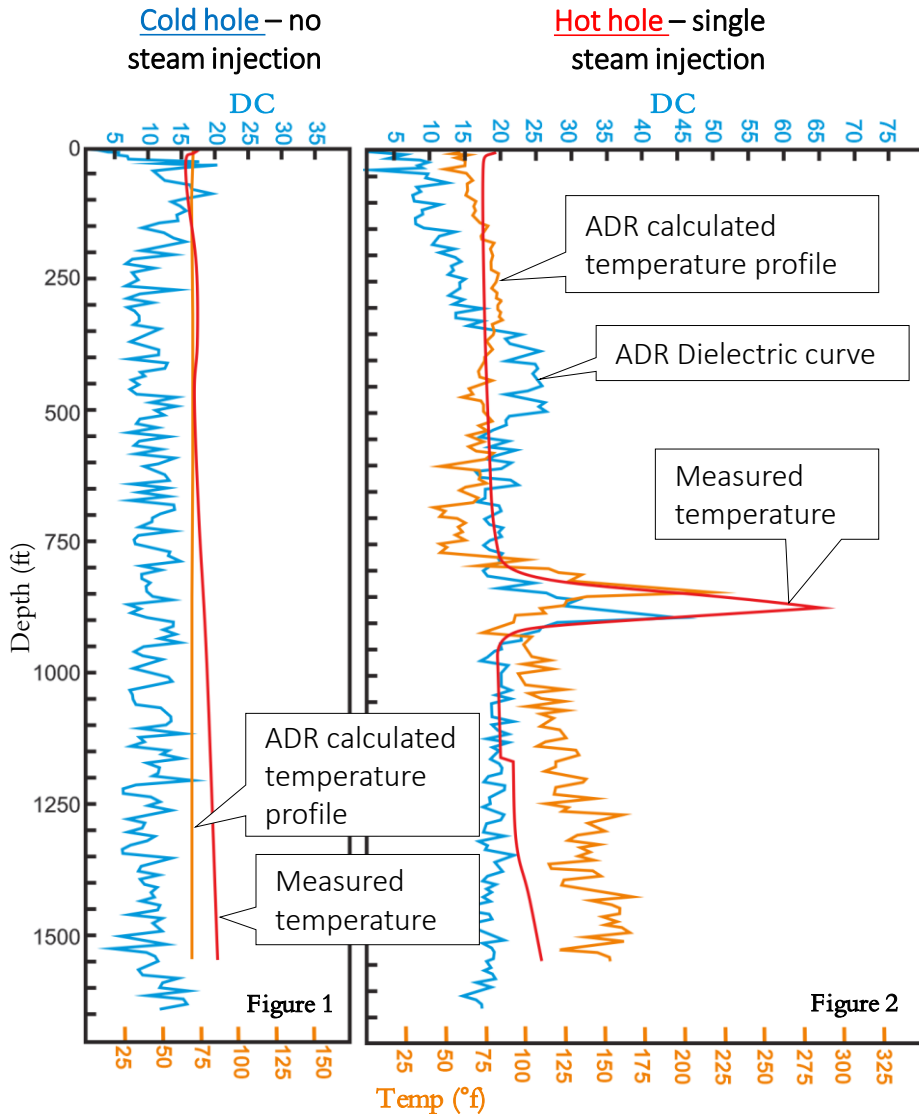 Cold hole – no
steam injection
Hot hole – single
steam injection
DC
5 10 15 20 25 30 35
DC
5 10 15 20 25 30 35 40 45 50 55 60 65 70 75
Depth (ft)
0
250
500
750
1000
1250
1500
ADR calculated
temperature
profile
Measured
temperature
Figure 1
ADR calculated
temperature profile
ADR Dielectric curve
Measured
temperature
Figure 2
25 50 75 100 125 150
25 50 75 100 125 150 175 200 225 250 275 300 325
Temp (°f)